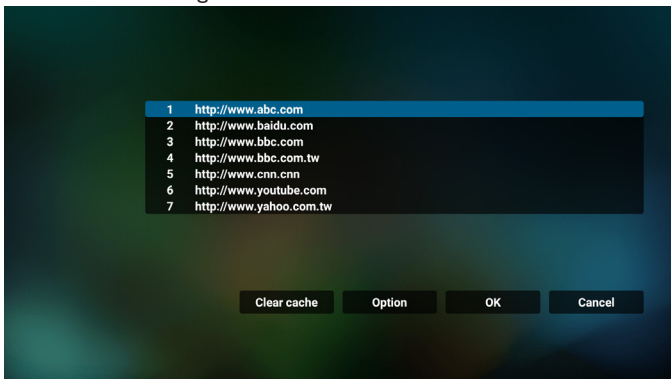 1 http://www.abc.com
2 http://www.baidu.com
3 http://www.bbc.com
4 http://www.bbc.com.tw
5 http://www.cnn.cnn
6 http://www.youtube.com
7 http://www.yahoo.com.tw
Clear cache Option OK Cancel